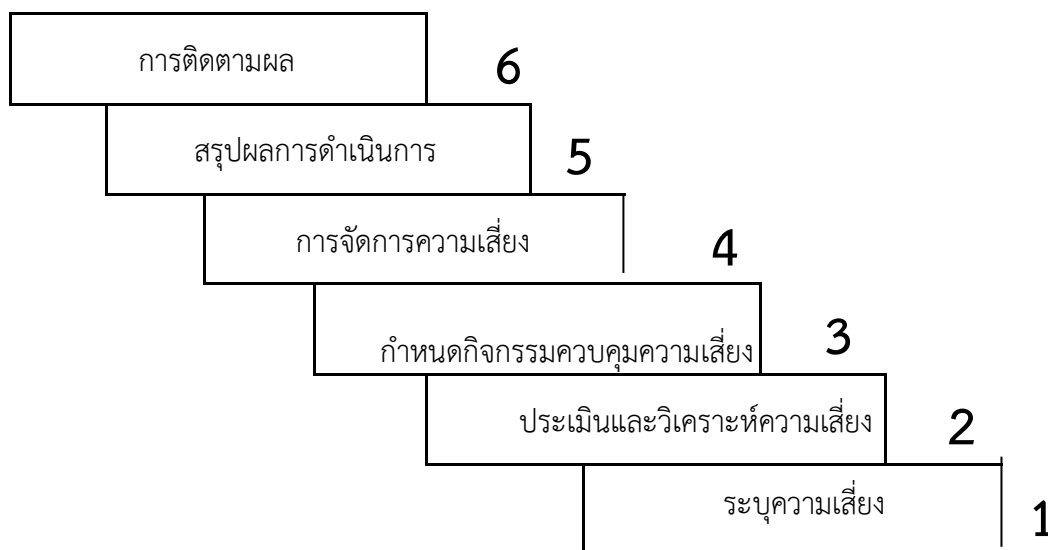 การติดตามผล 6
สรุปผลการดำเนินการ 5
การจัดการความเสี่ยง 4
กำหนดกิจกรรมควบคุมความเสี่ยง 3
ประเมินและวิเคราะห์ความเสี่ยง 2
ระบุความเสี่ยง 1